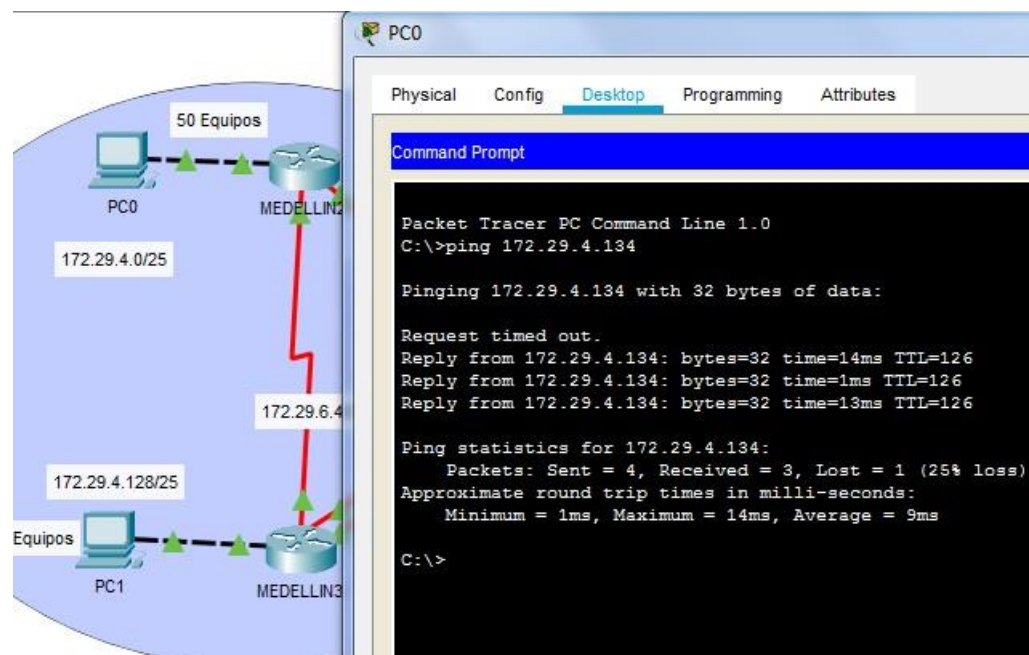 PC0
Physical Config Desktop Programming Attributes
Command Prompt
Packet Tracer PC Command Line 1.0
C:\>ping 172.29.4.134
Pinging 172.29.4.134 with 32 bytes of data:
Request timed out.
Reply from 172.29.4.134: bytes=32 time=14ms TTL=126
Reply from 172.29.4.134: bytes=32 time=1ms TTL=126
Reply from 172.29.4.134: bytes=32 time=13ms TTL=126
Ping statistics for 172.29.4.134:
Packets: Sent = 4, Received = 3, Lost = 1 (25% loss)
Approximate round trip times in milli-seconds:
Minimum = 1ms, Maximum = 14ms, Average = 9ms
C:\>
50 Equipos
PC0
MEDELLIN2
172.29.4.0/25
172.29.6.4
172.29.4.128/25
Equipos
PC1
MEDELLIN3